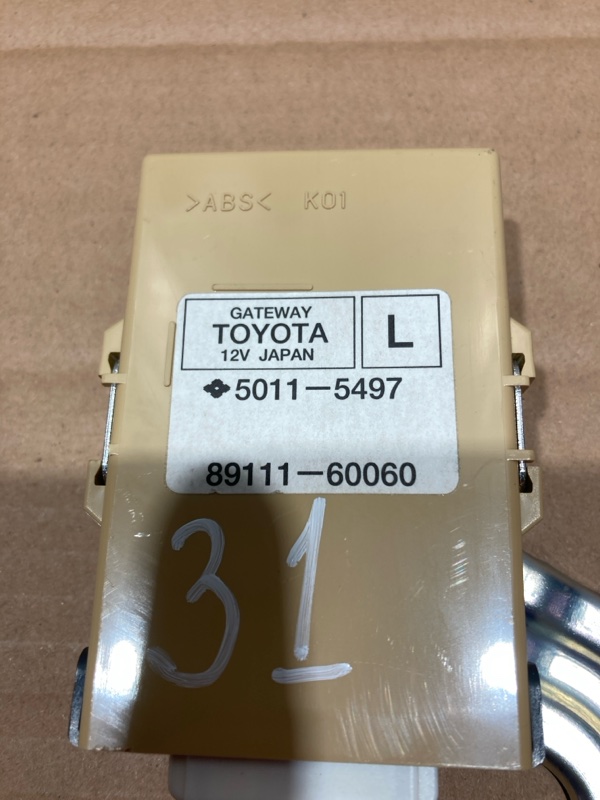 >ABS< K01
GATEWAY
TOYOTA
12V JAPAN
L
5011-5497
89111-60060
31